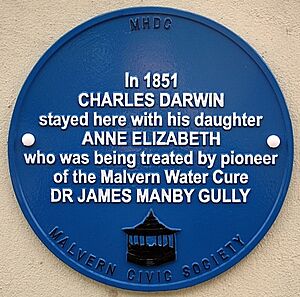 MHDC
In 1851
CHARLES DARWIN
stayed here with his daughter
ANNE ELIZABETH
who was being treated by pioneer
of the Malvern Water Cure
DR JAMES MANBY GULLY
MALVERN CIVIC SOCIETY